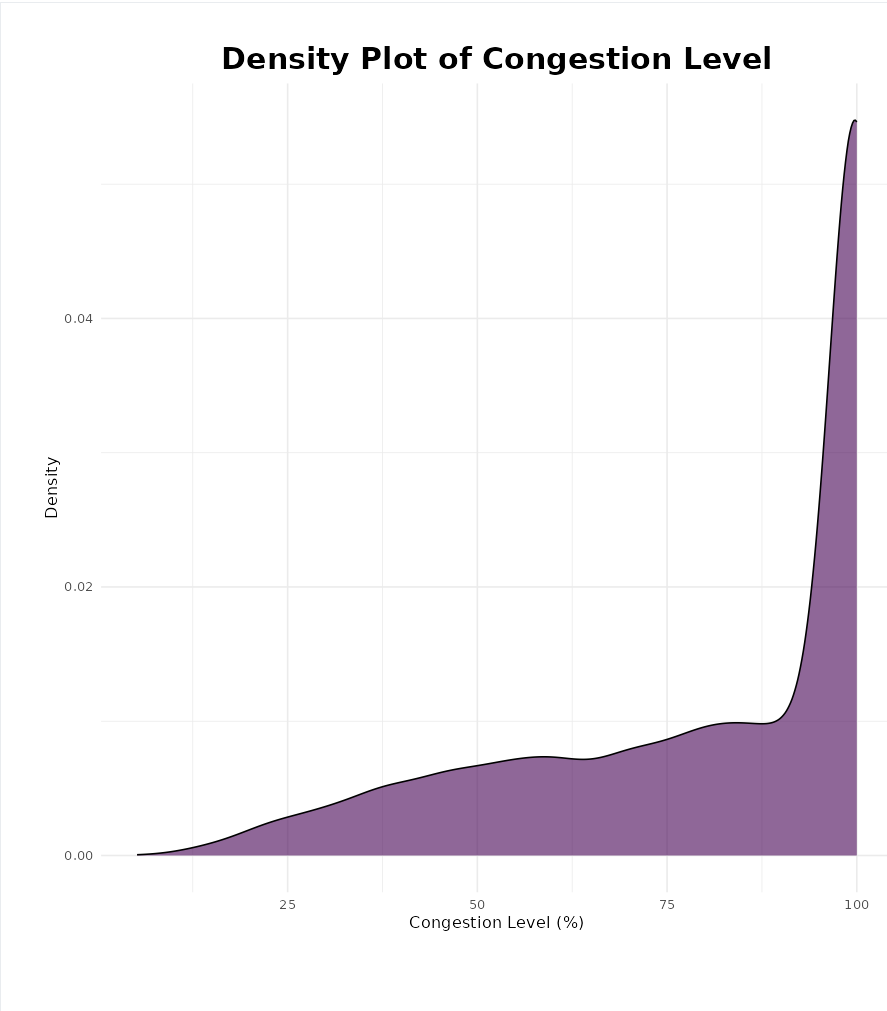 Density Plot of Congestion Level
0.04
0.02
0.00
Density
25 50 75 100
Congestion Level (%)